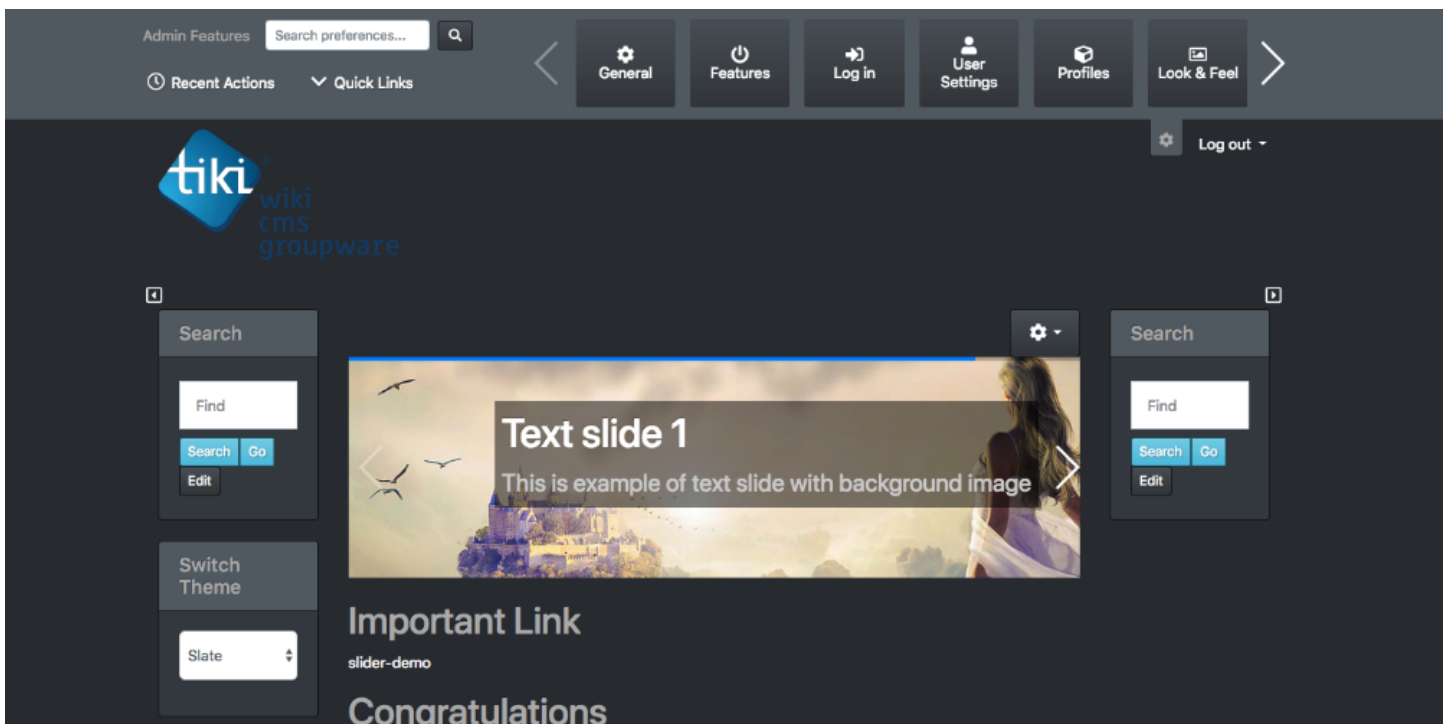 Admin Features
Search preferences...
Recent Actions
Quick Links
General
Features
Log in
User
Settings
Profiles
Look & Feel
Log out
tiki
wiki
cms
groupware
Search
Find
Search Go
Edit
Switch
Theme
Slate
Text slide 1
This is example of text slide with background image
Important Link
slider-demo
Congratulations
Search
Find
Search Go
Edit